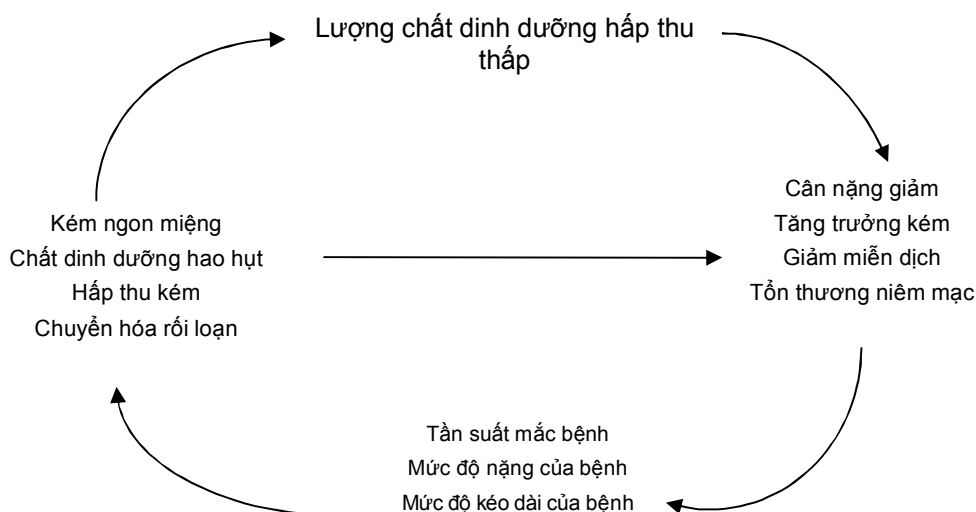 Lượng chất dinh dưỡng hấp thu
thấp
Cân nặng giảm
Tăng trưởng kém
Giảm miễn dịch
Tổn thương niêm mạc
Kém ngon miệng
Chất dinh dưỡng hao hụt
Hấp thu kém
Chuyển hóa rối loạn
Tần suất mắc bệnh
Mức độ nặng của bệnh
Mức độ kéo dài của bệnh